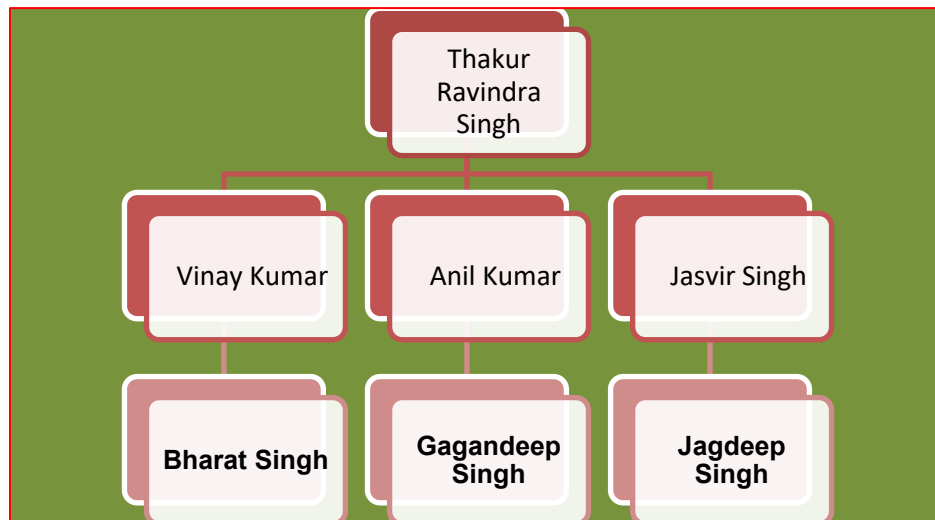 Thakur
Ravindra
Singh
Vinay Kumar
Anil Kumar
Jasvir Singh
Bharat Singh
Gagandeep
Singh
Jagdeep
Singh